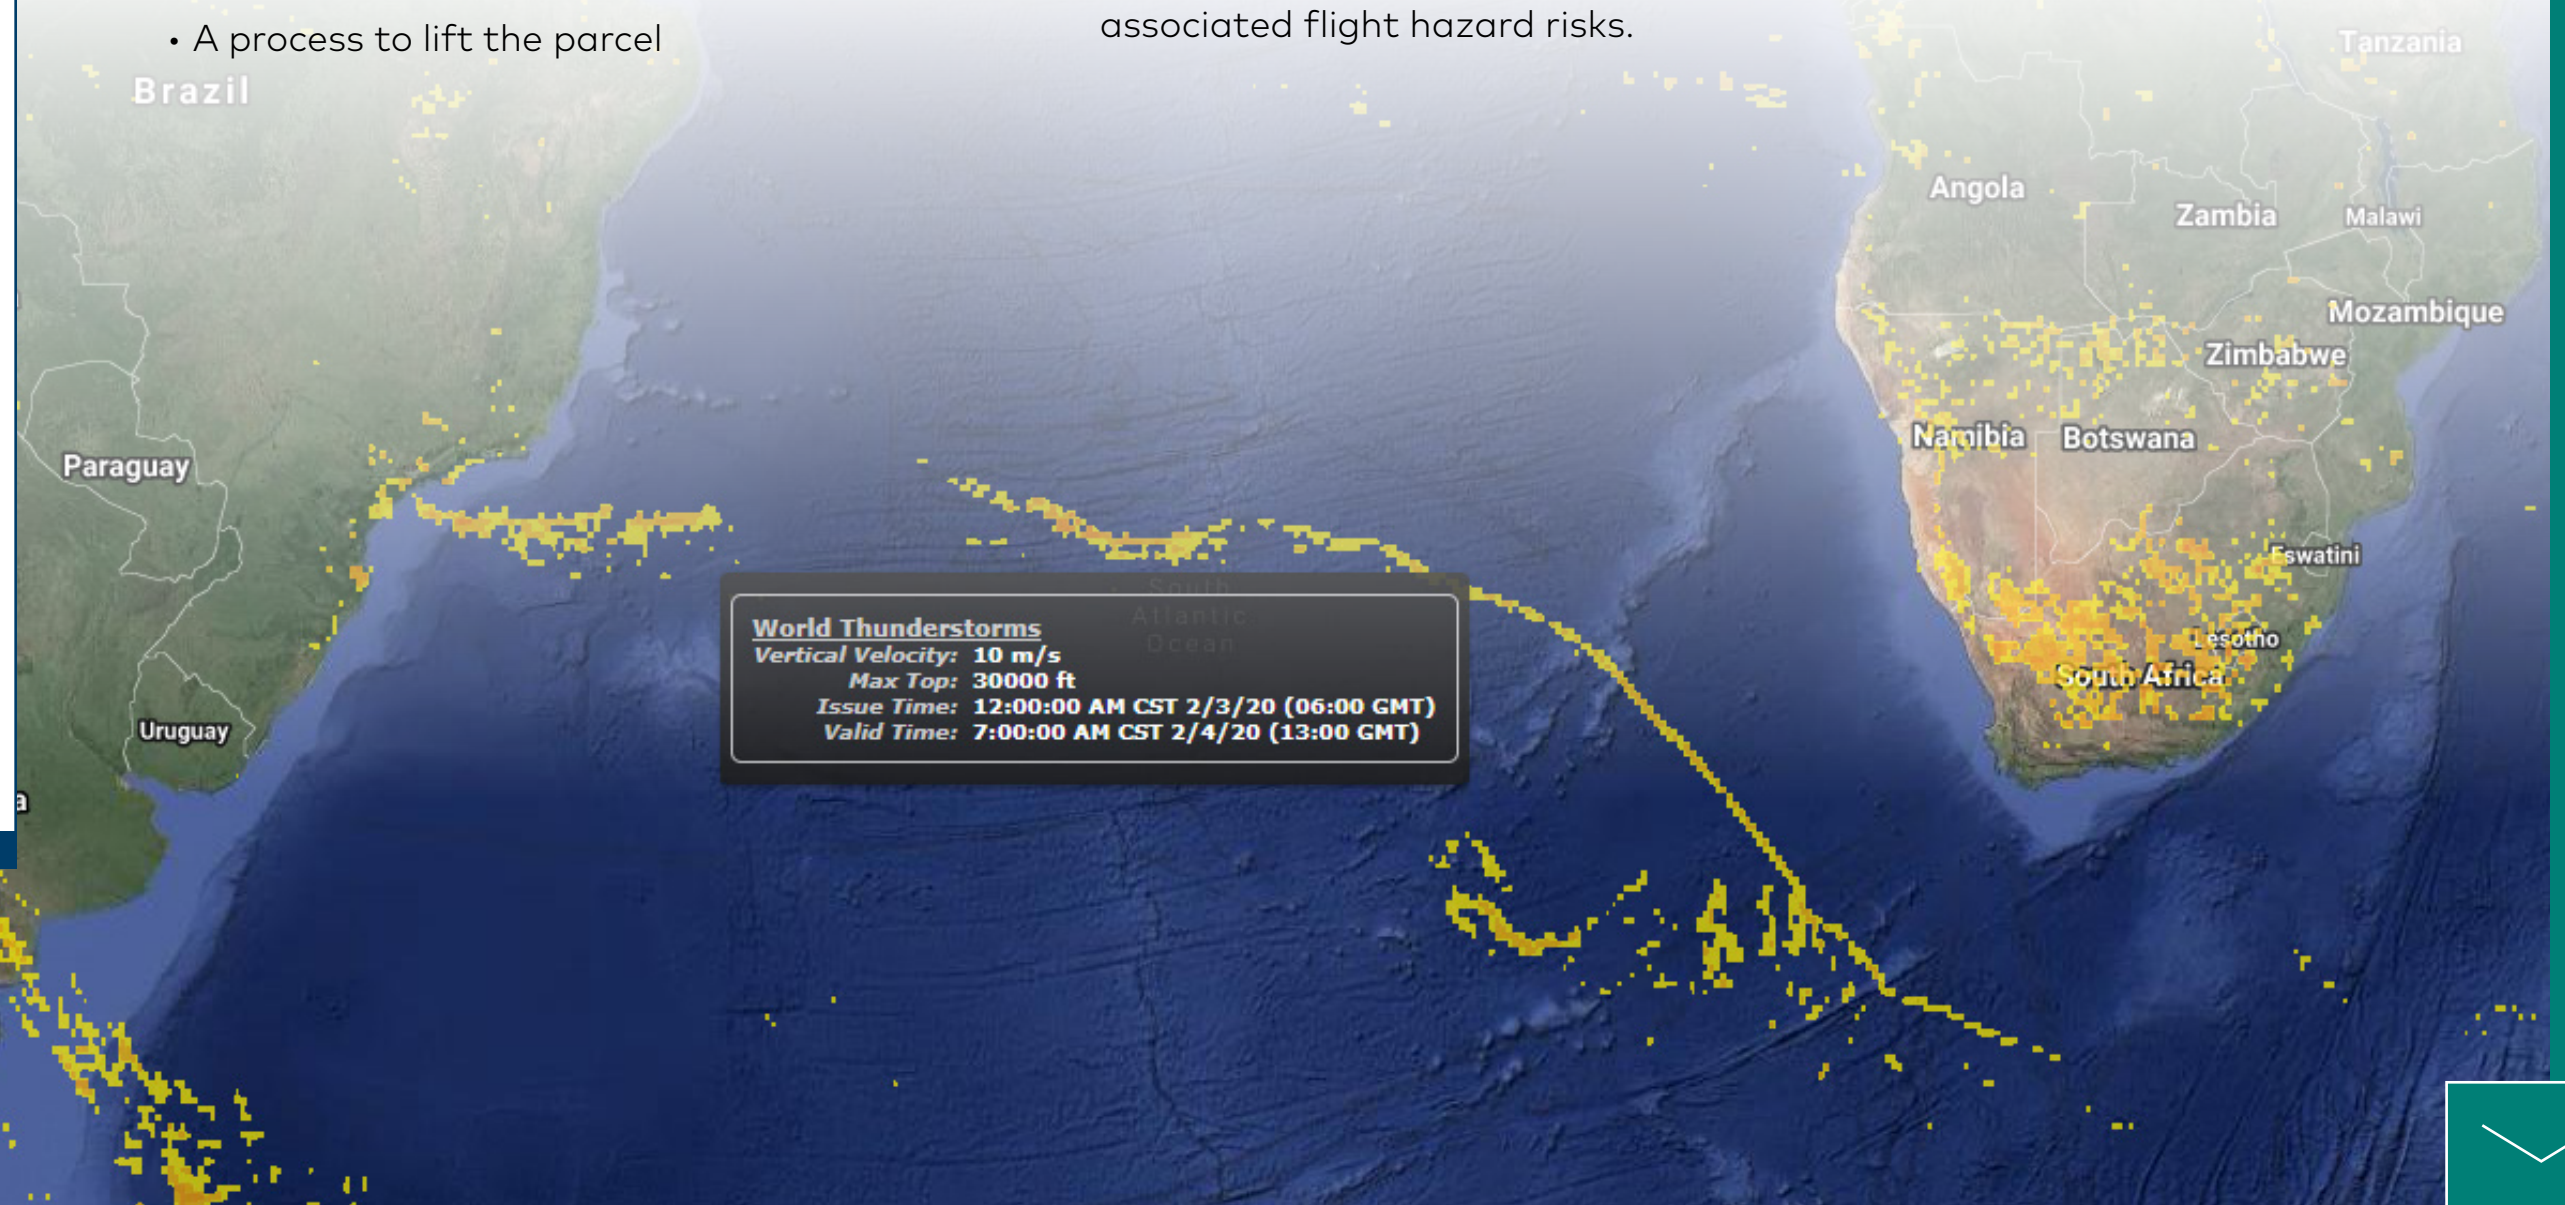 • A process to lift the parcel
associated flight hazard risks.
Brazil
Tanzania
Angola
Zambia
Malawi
Mozambique
Zimbabwe
Namibia
Botswana
Paraguay
Eswatini
Lesotho
South Africa
Uruguay
a
South
Atlantic
Ocean
World Thunderstorms
Vertical Velocity: 10 m/s
Max Top: 30000 ft
Issue Time: 12:00:00 AM CST 2/3/20 (06:00 GMT)
Valid Time: 7:00:00 AM CST 2/4/20 (13:00 GMT)